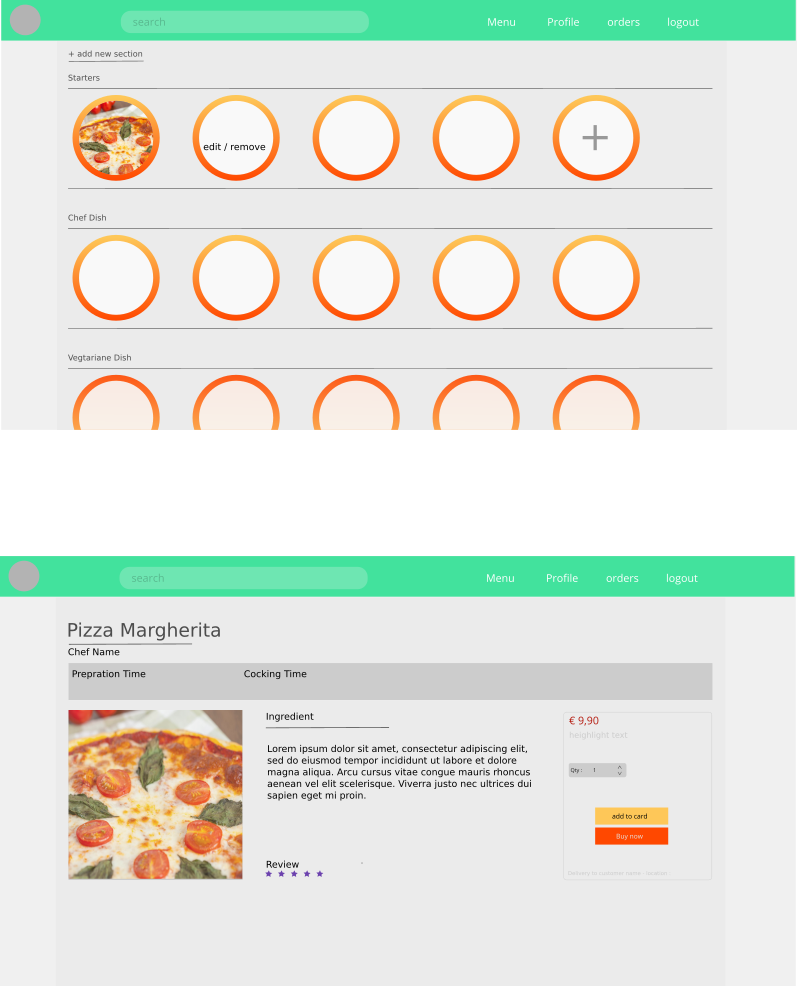 search
Menu Profile orders logout
+ add new section
Starters
edit / remove
Chef Dish
Vegtariane Dish
search
Menu Profile orders logout
Pizza Margherita
Chef Name
Prepration Time Cocking Time
Ingredient
Lorem ipsum dolor sit amet, consectetur adipiscing elit,
sed do eiusmod tempor incididunt ut labore et dolore
magna aliqua. Arcu cursus vitae congue mauris rhoncus
aenean vel elit scelerisque. Viverra justo nec ultrices dui
sapien eget mi proin.
Review
€ 9,90
heighlight text
Qty : 1
add to card
Buy now
Delivery to customer name -